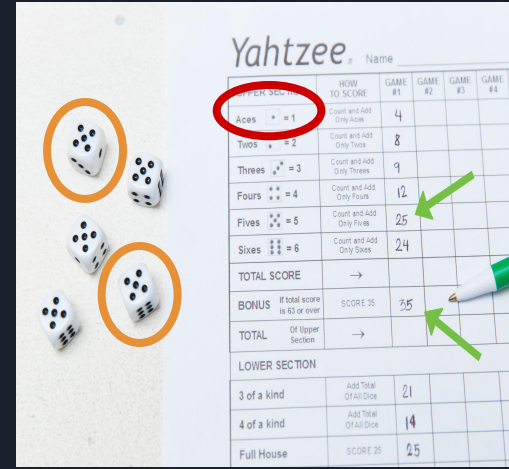 Yahtzee® Name
UPPER SECTION HOW TO SCORE GAME #1 GAME #2 GAME #3 GAME #4
Aces = 1 Count and Add Only Aces 4
Twos = 2 Count and Add Only Twos 8
Threes = 3 Count and Add Only Threes 9
Fours = 4 Count and Add Only Fours 12
Fives = 5 Count and Add Only Fives 25
Sixes = 6 Count and Add Only Sixes 24
TOTAL SCORE →
BONUS If total score is 63 or over SCORE 35 35
TOTAL Of Upper Section →
LOWER SECTION
3 of a kind Add Total Of All Dice 21
4 of a kind Add Total Of All Dice 14
Full House SCORE 25 25